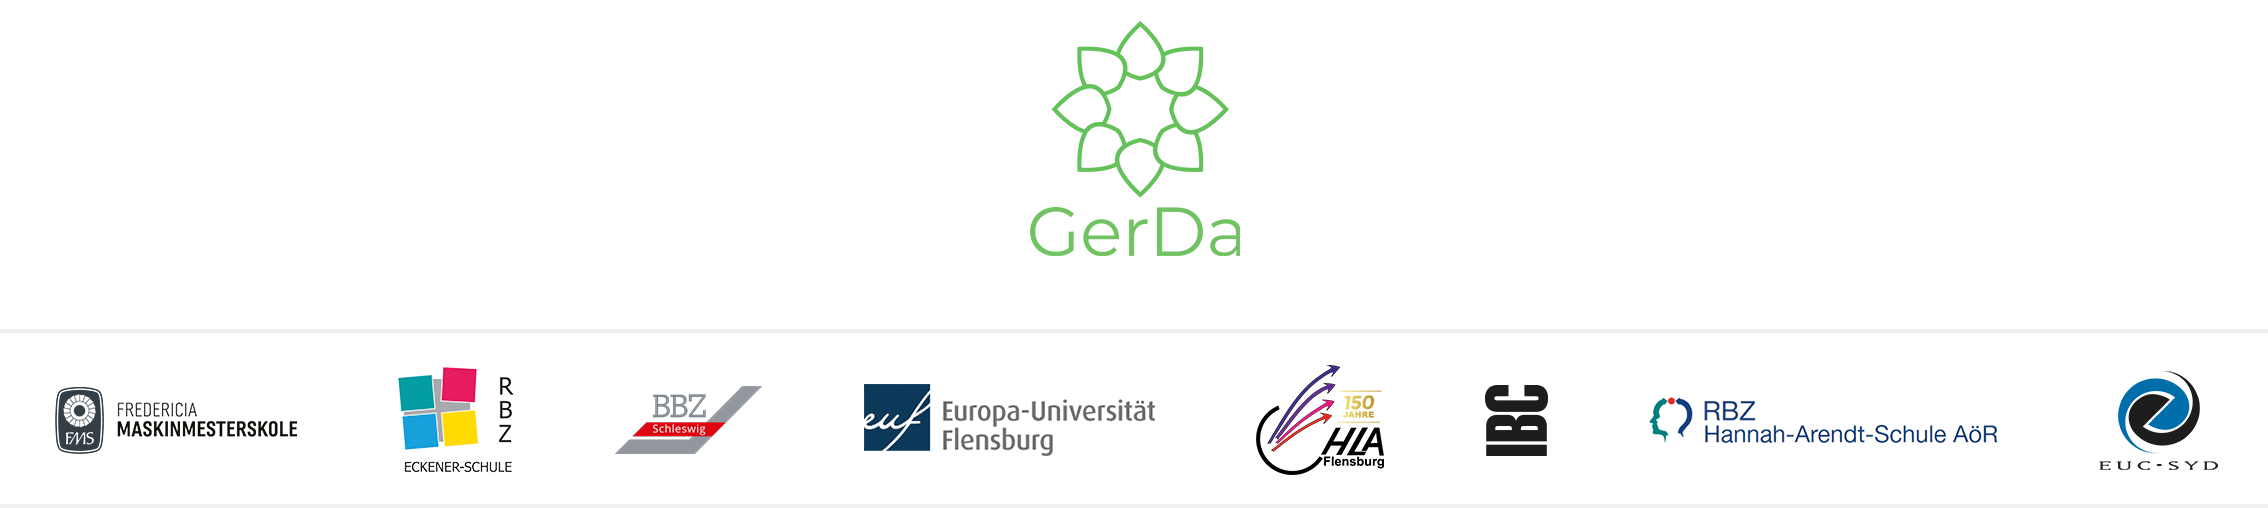 GerDa
FMS
FREDERICIA
MASKINMESTERSKOLE
RBZ
ECKENER-SCHULE
BBZ
Schleswig
euf
Europa-Universität
Flensburg
150
JAHRE
HLA
Flensburg
IBC
RBZ
Hannah-Arendt-Schule AöR
EUC·SYD